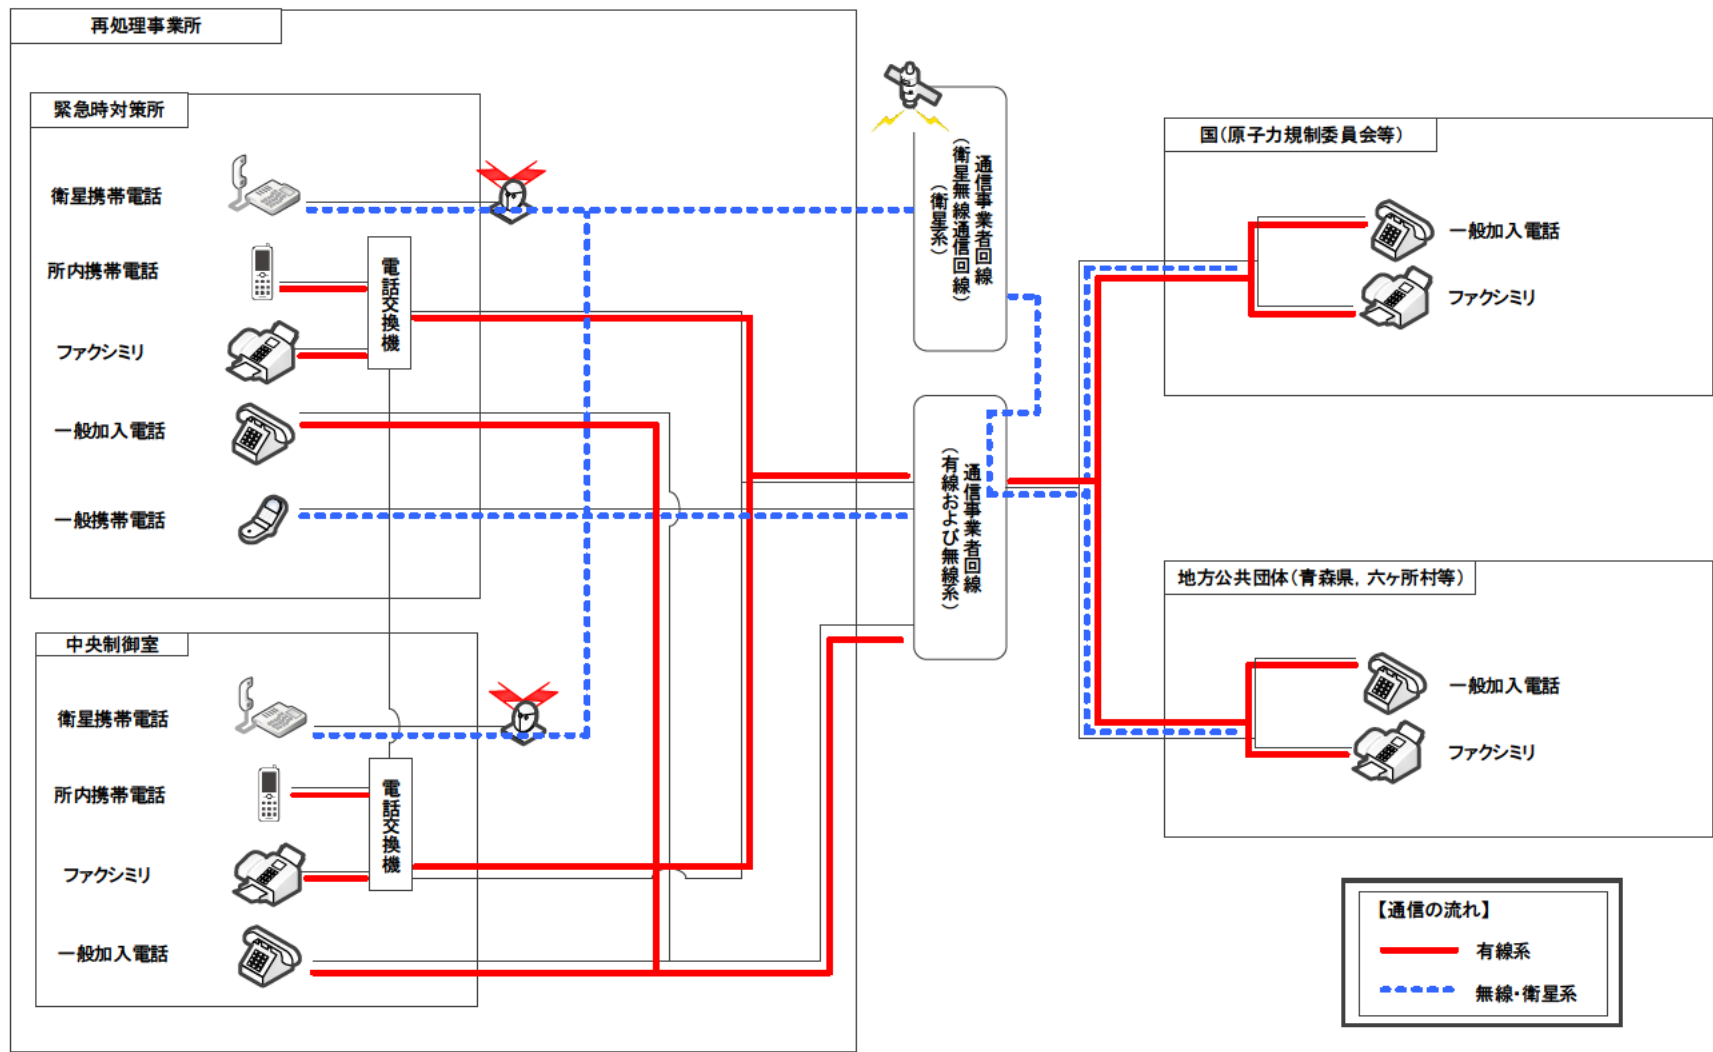 再処理事業所
緊急時対策所
衛星携帯電話
所内携帯電話
ファクシミリ
一般加入電話
一般携帯電話
電話交換機
中央制御室
衛星携帯電話
所内携帯電話
ファクシミリ
一般加入電話
電話交換機
通信事業者回線
(衛星無線通信回線)
(衛星系)
通信事業者回線
(有線および無線系)
国(原子力規制委員会等)
一般加入電話
ファクシミリ
地方公共団体(青森県，六ヶ所村等)
一般加入電話
ファクシミリ
【通信の流れ】
有線系
無線・衛星系